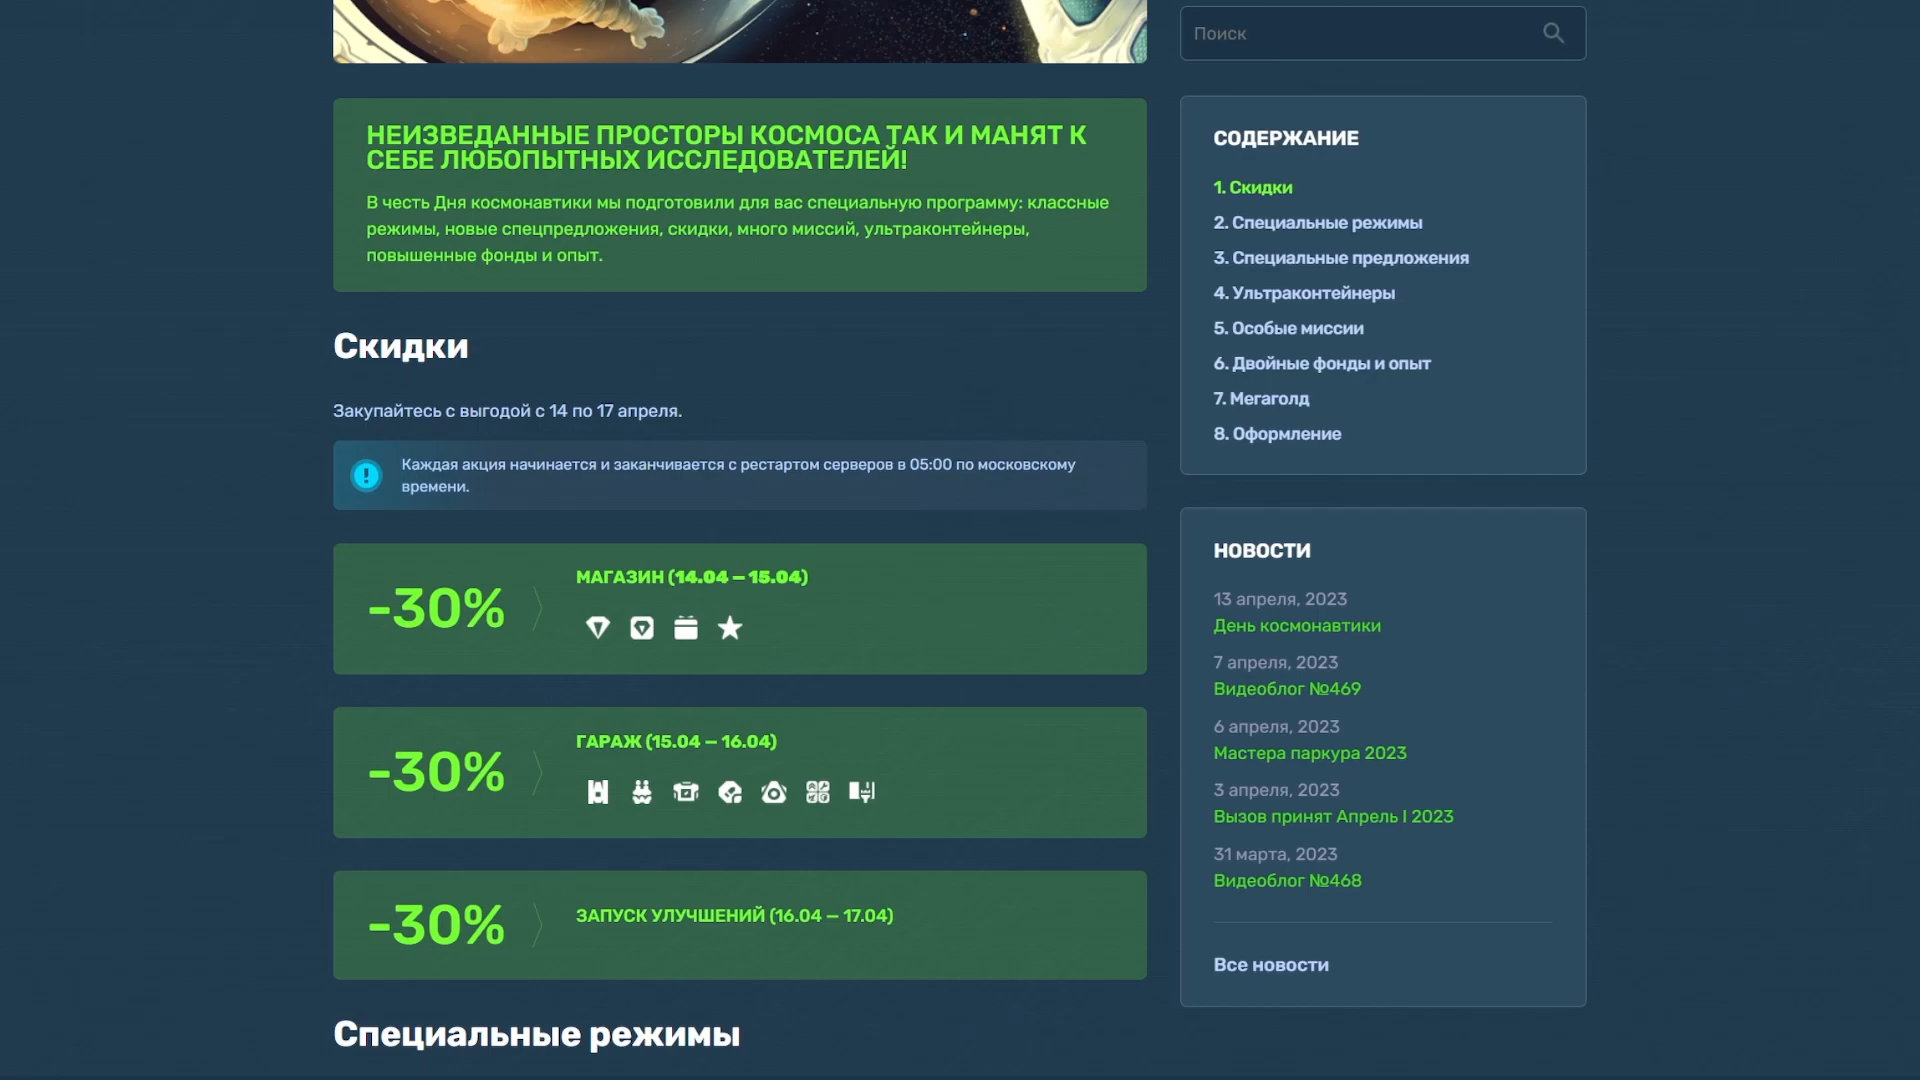 НЕИЗВЕДАННЫЕ ПРОСТОРЫ КОСМОСА ТАК И МАНЯТ К
СЕБЕ ЛЮБОПЫТНЫХ ИССЛЕДОВАТЕЛЕЙ!
В честь Дня космонавтики мы подготовили для вас специальную программу: классные
режимы, новые спецпредложения, скидки, много миссий, ультраконтейнеры,
повышенные фонды и опыт.
Скидки
Закупайтесь с выгодой с 14 по 17 апреля.
Каждая акция начинается и заканчивается с рестартом серверов в 05:00 по московскому
времени.
-30%
МАГАЗИН (14.04 — 15.04)
-30%
ГАРАЖ (15.04 — 16.04)
-30%
ЗАПУСК УЛУЧШЕНИЙ (16.04 — 17.04)
Специальные режимы
Поиск
СОДЕРЖАНИЕ
1. Скидки
2. Специальные режимы
3. Специальные предложения
4. Ультраконтейнеры
5. Особые миссии
6. Двойные фонды и опыт
7. Мегаголд
8. Оформление
НОВОСТИ
13 апреля, 2023
День космонавтики
7 апреля, 2023
Видеоблог №469
6 апреля, 2023
Мастера паркура 2023
3 апреля, 2023
Вызов принят Апрель I 2023
31 марта, 2023
Видеоблог №468
Все новости